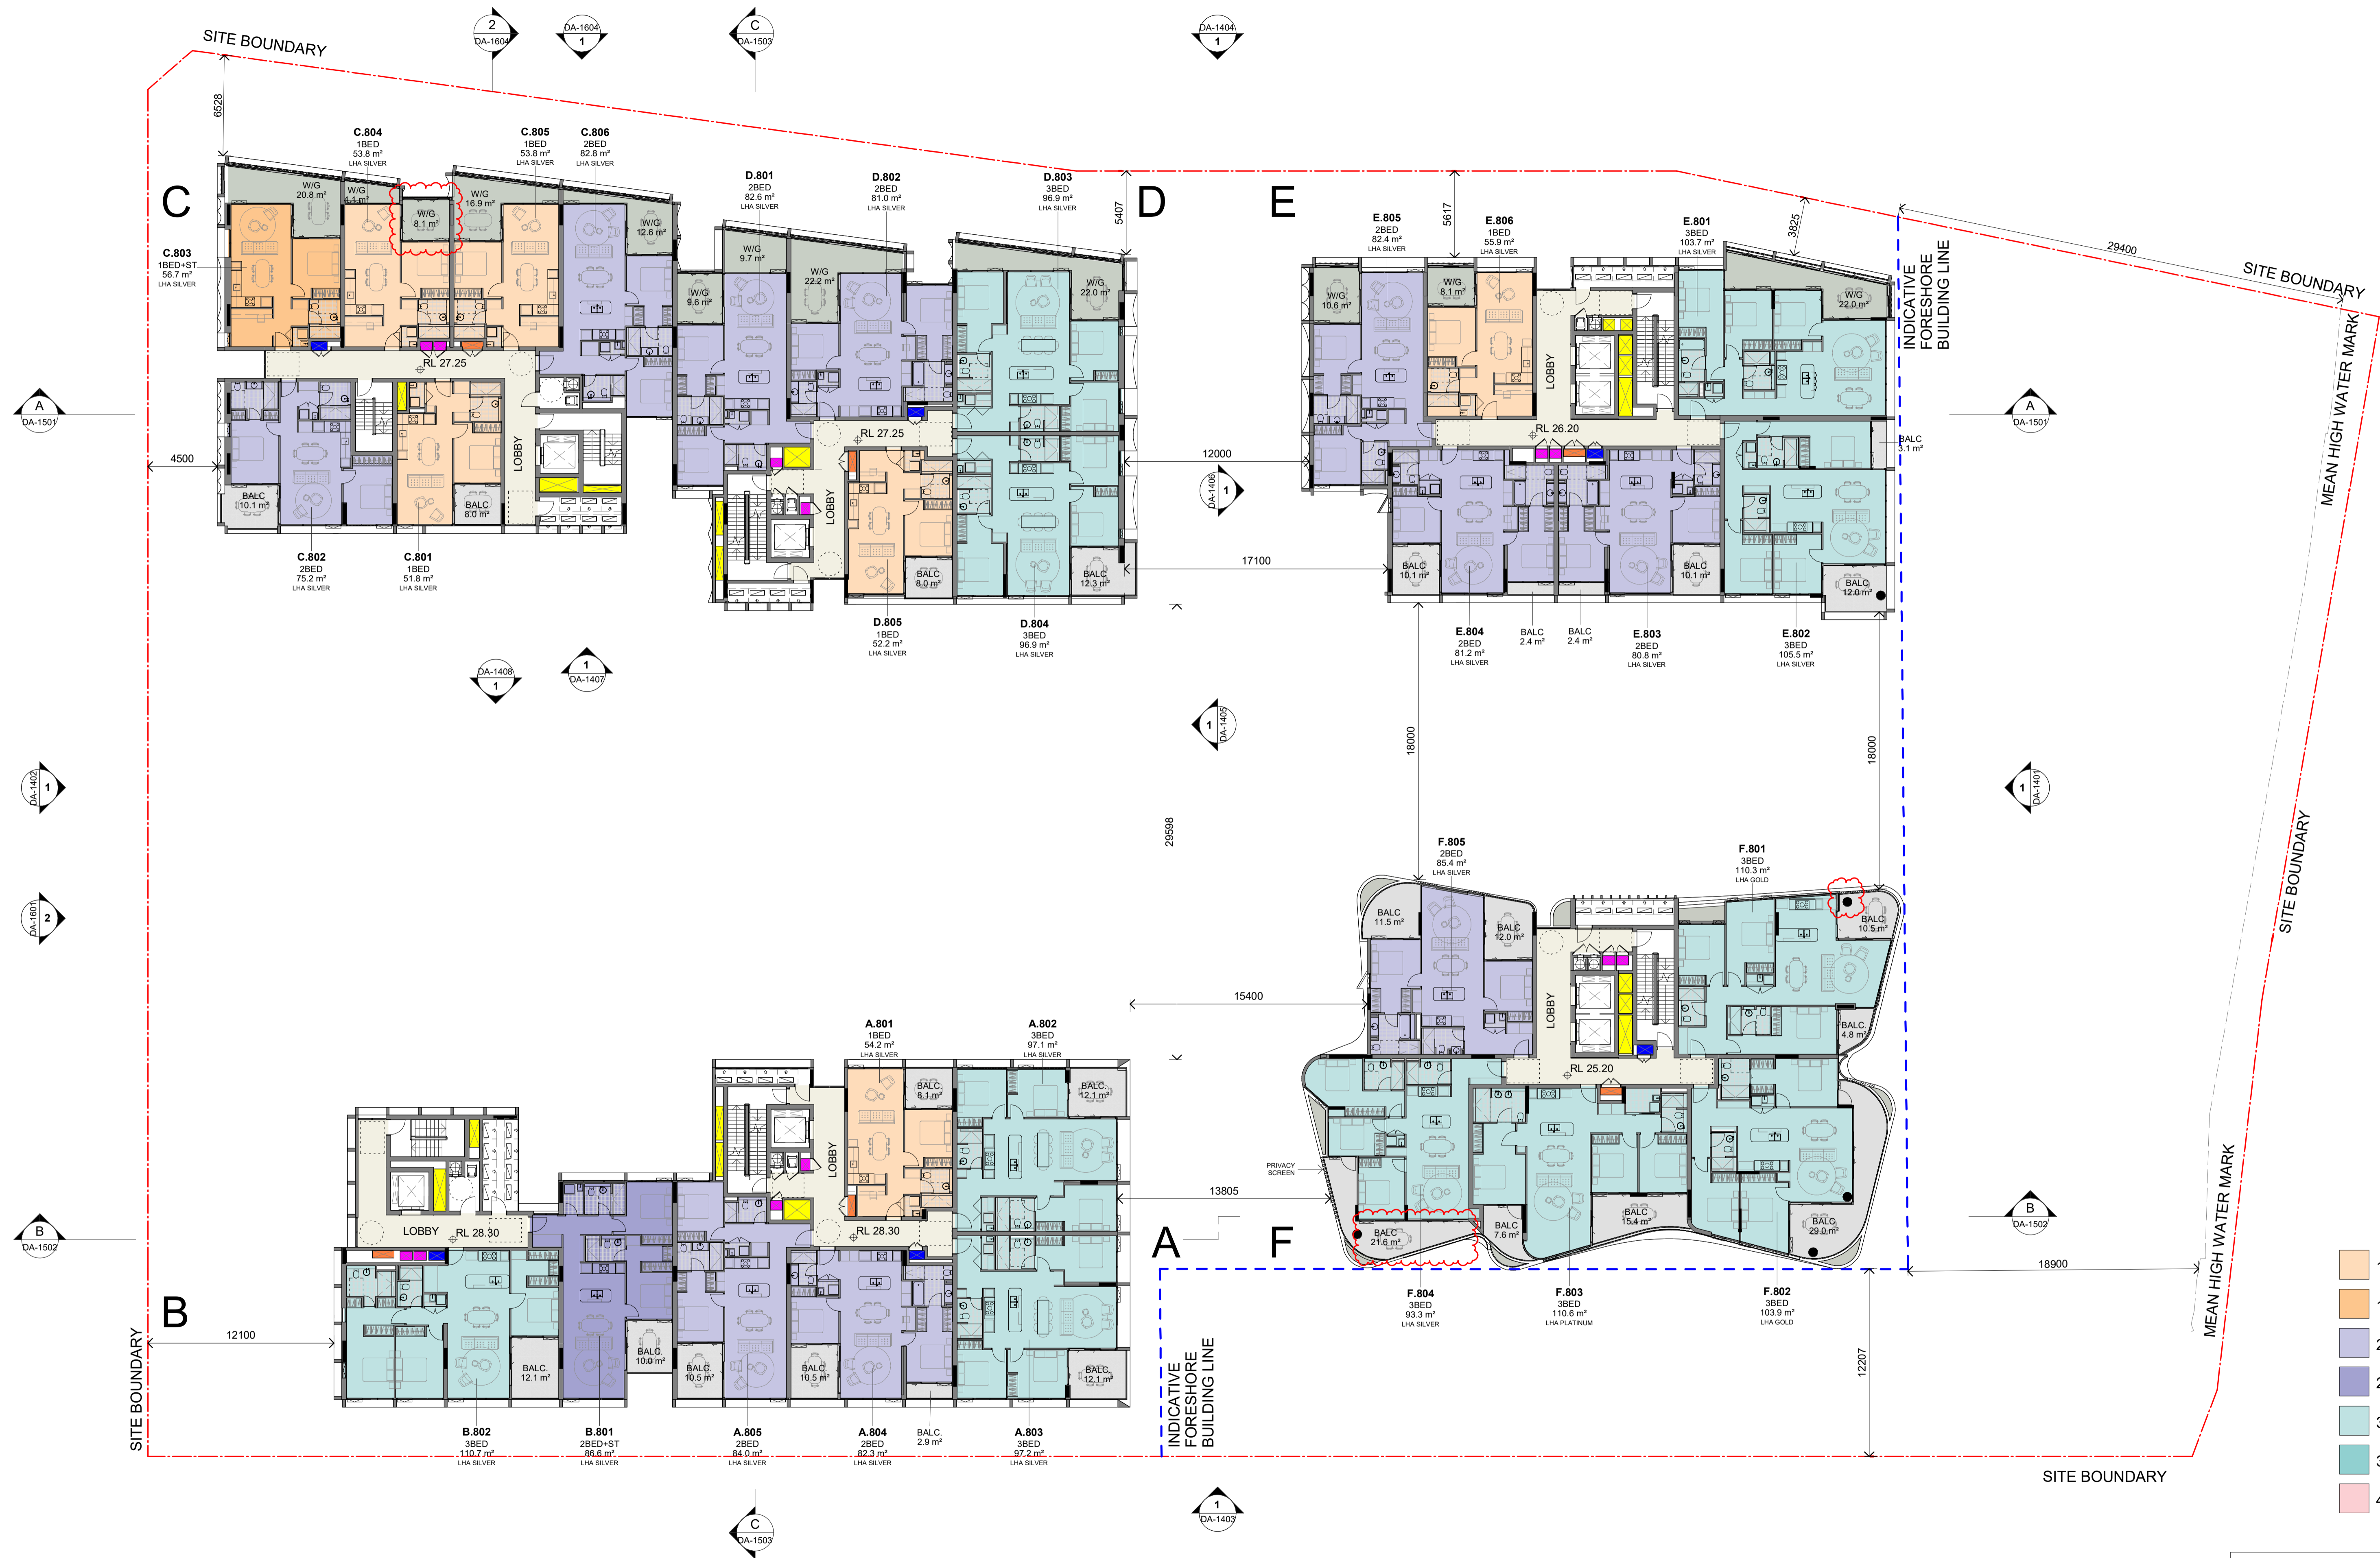 SITE BOUNDARY
2
DA-1604
DA-1604
1
C
DA-1503
DA-1404
1
6528
C
C.804
1BED
53.8 m²
LHA SILVER
C.805
1BED
53.8 m²
LHA SILVER
C.806
2BED
82.8 m²
LHA SILVER
W/G
20.8 m²
W/G
W/G
8.1 m²
W/G
16.9 m²
W/G
12.6 m²
C.803
1BED+ST
56.7 m²
LHA SILVER
RL 27.25
LOBBY
BALC
10.1 m²
BALC
8.0 m²
C.802
2BED
75.2 m²
LHA SILVER
C.801
1BED
51.8 m²
LHA SILVER
A
DA-1501
4500
D.801
2BED
82.6 m²
LHA SILVER
D.802
2BED
81.0 m²
LHA SILVER
D.803
3BED
96.9 m²
LHA SILVER
5407
D
W/G
9.7 m²
W/G
9.6 m²
W/G
22.2 m²
W/G
22.0 m²
RL 27.25
LOBBY
BALC
8.0 m²
BALC
12.3 m²
D.805
1BED
52.2 m²
LHA SILVER
D.804
3BED
96.9 m²
LHA SILVER
12000
DA-1406
1
17100
E
5617
3825
E.805
2BED
82.4 m²
LHA SILVER
E.806
1BED
55.9 m²
LHA SILVER
E.801
3BED
103.7 m²
LHA SILVER
W/G
10.6 m²
W/G
8.1 m²
W/G
22.0 m²
LOBBY
RL 26.20
BALC
3.1 m²
BALC
10.1 m²
BALC
10.1 m²
BALC
12.0 m²
E.804
2BED
81.2 m²
LHA SILVER
BALC
2.4 m²
BALC
2.4 m²
E.803
2BED
80.8 m²
LHA SILVER
E.802
3BED
105.5 m²
LHA SILVER
INDICATIVE
FORESHORE
BUILDING LINE
29400
SITE BOUNDARY
MEAN HIGH WATER MARK
A
DA-1501
DA-1408
1
1
DA-1407
1
DA-1405
18000
18000
29598
DA-1402
1
1
DA-1401
DA-1601
2
SITE BOUNDARY
F.805
2BED
85.4 m²
LHA SILVER
F.801
3BED
110.3 m²
LHA GOLD
BALC
11.5 m²
BALC
12.0 m²
BALC
10.5 m²
BALC.
4.8 m²
LOBBY
RL 25.20
15400
13805
PRIVACY
SCREEN
BALC
21.6 m²
BALC
7.6 m²
BALC
15.4 m²
BALC
29.0 m²
F.804
3BED
93.3 m²
LHA SILVER
F.803
3BED
110.6 m²
LHA PLATINUM
F.802
3BED
103.9 m²
LHA GOLD
A
F
A.801
1BED
54.2 m²
LHA SILVER
A.802
3BED
97.1 m²
LHA SILVER
BALC.
8.1 m²
BALC.
12.1 m²
LOBBY
RL 28.30
LOBBY
RL 28.30
B
DA-1502
B
DA-1502
B
12100
SITE BOUNDARY
BALC.
12.1 m²
BALC.
10.0 m²
BALC.
10.5 m²
BALC.
10.5 m²
BALC.
12.1 m²
B.802
3BED
110.7 m²
LHA SILVER
B.801
2BED+ST
86.6 m²
LHA SILVER
A.805
2BED
84.0 m²
LHA SILVER
A.804
2BED
82.3 m²
LHA SILVER
BALC.
2.9 m²
A.803
3BED
97.2 m²
LHA SILVER
INDICATIVE
FORESHORE
BUILDING LINE
18900
12207
MEAN HIGH WATER MARK
SITE BOUNDARY
C
DA-1503
1
DA-1403